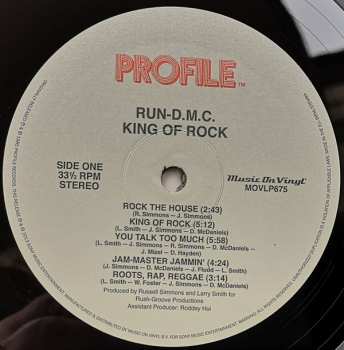 PROFILE™
RUN-D.M.C.
KING OF ROCK
SIDE ONE
33⅓ RPM
STEREO
Music On Vinyl
MOVLP675
ROCK THE HOUSE (2:43)
(R. Simmons — J. Simmons)
KING OF ROCK (5:12)
(L. Smith — J. Simmons — D. McDaniels)
YOU TALK TOO MUCH (5:58)
(L. Smith — J. Simmons — R. Simmons — D. McDaniels —
J. Mizel — D. Hayden)
JAM-MASTER JAMMIN' (4:24)
(J. Simmons — D. McDaniels — J. Fludd — L. Smith)
ROOTS, RAP, REGGAE (3:14)
(L. Smith — W. Foster — J. Simmons — D. McDaniels)
Produced by Russell Simmons and Larry Smith for
Rush-Groove Productions
Assistant Producer: Roddey Hui